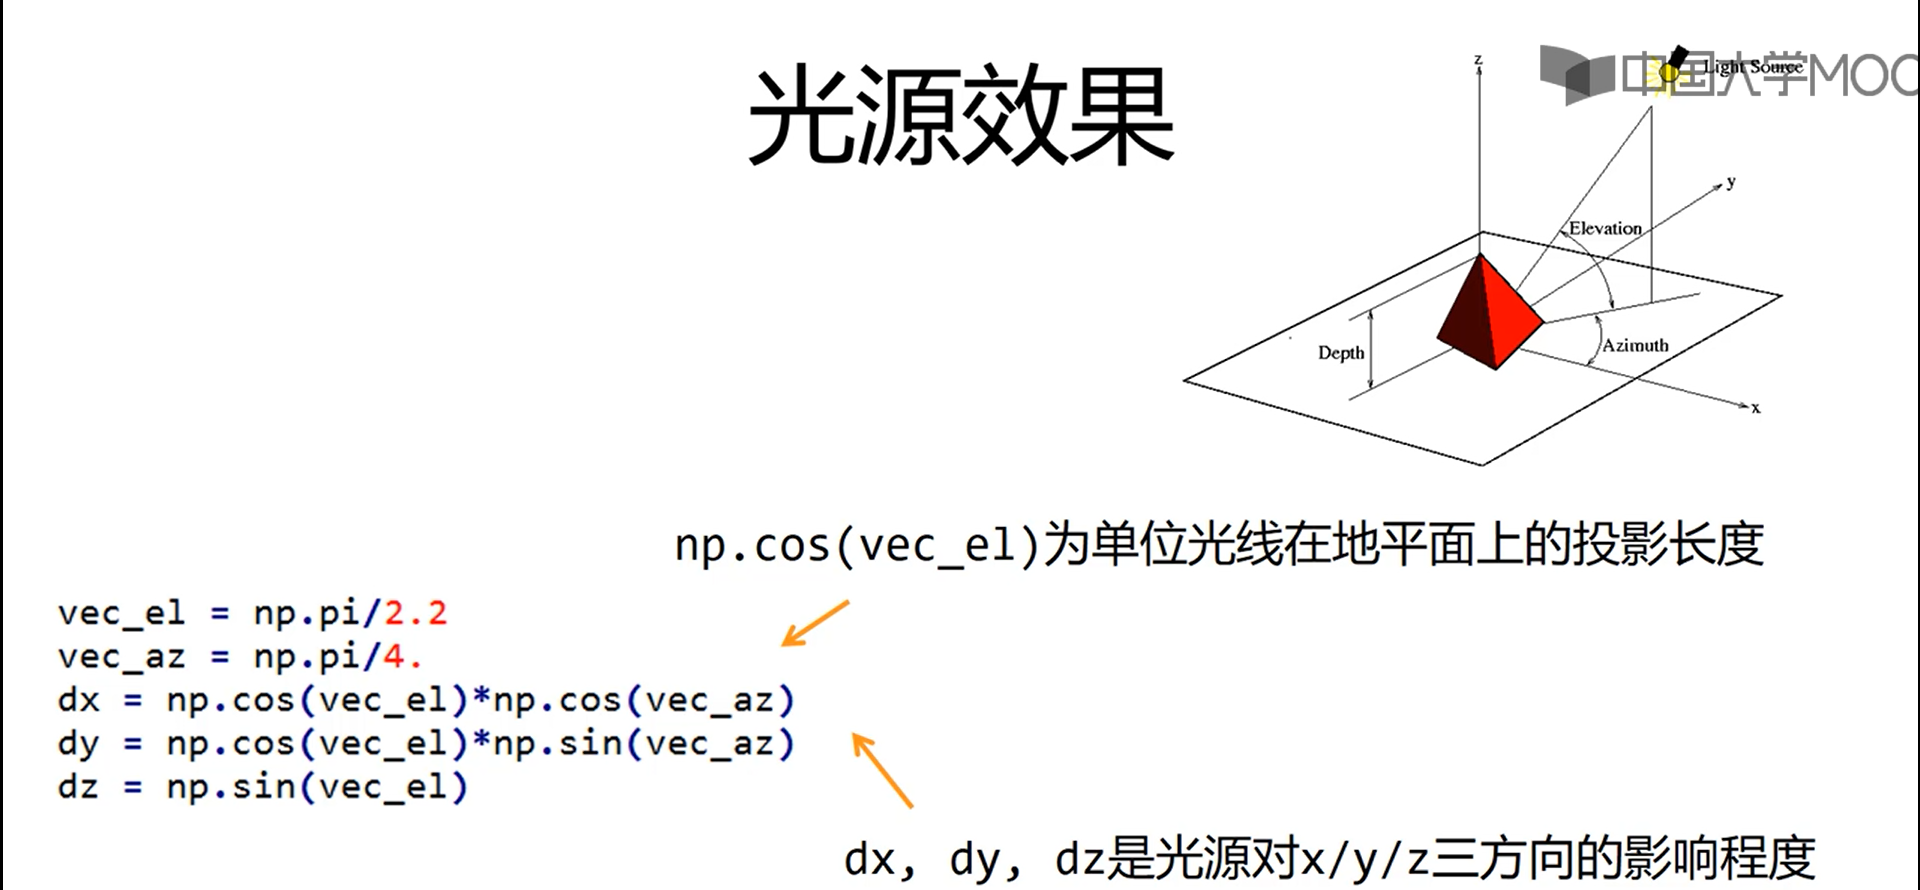 光源效果
中国大学MOO
Light Source
z
y
Elevation
Depth
Azimuth
x
np.cos(vec_el)为单位光线在地平面上的投影长度
vec_el = np.pi/2.2
vec_az = np.pi/4.
dx = np.cos(vec_el)*np.cos(vec_az)
dy = np.cos(vec_el)*np.sin(vec_az)
dz = np.sin(vec_el)
dx, dy, dz是光源对x/y/z三方向的影响程度